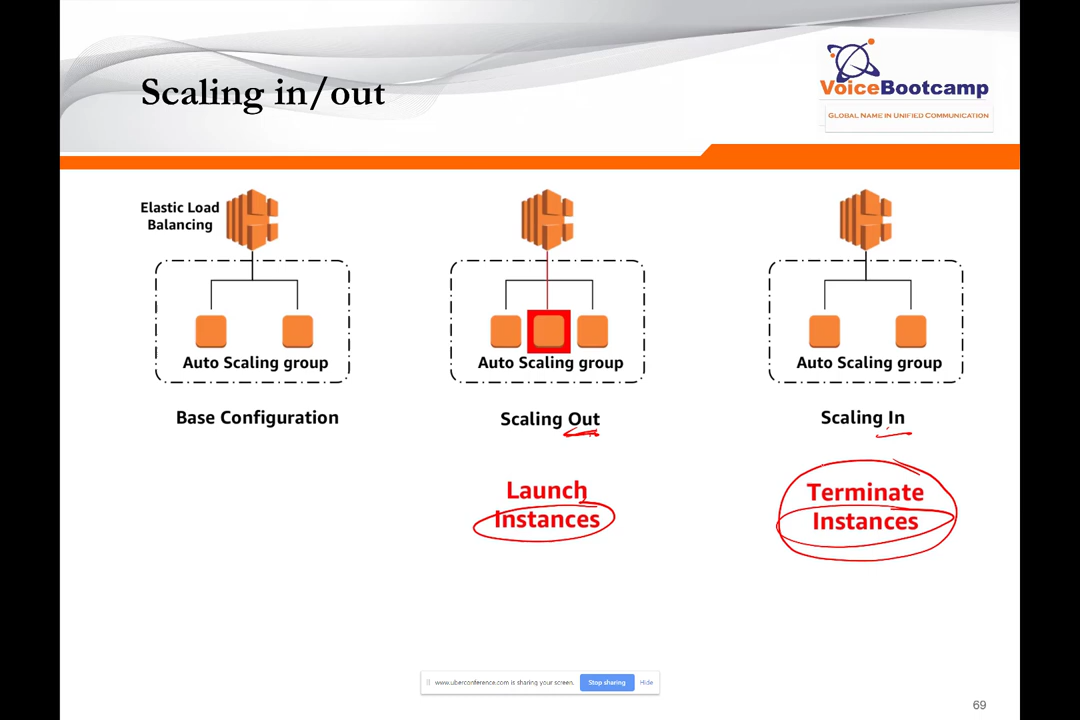 Scaling in/out
VoiceBootcamp
GLOBAL NAME IN UNIFIED COMMUNICATION
Elastic Load
Balancing
Auto Scaling group
Auto Scaling group
Auto Scaling group
Base Configuration
Scaling Out
Scaling In
Launch
Instances
Terminate
Instances
www.uberconference.com is sharing your screen.
Stop sharing
Hide
69